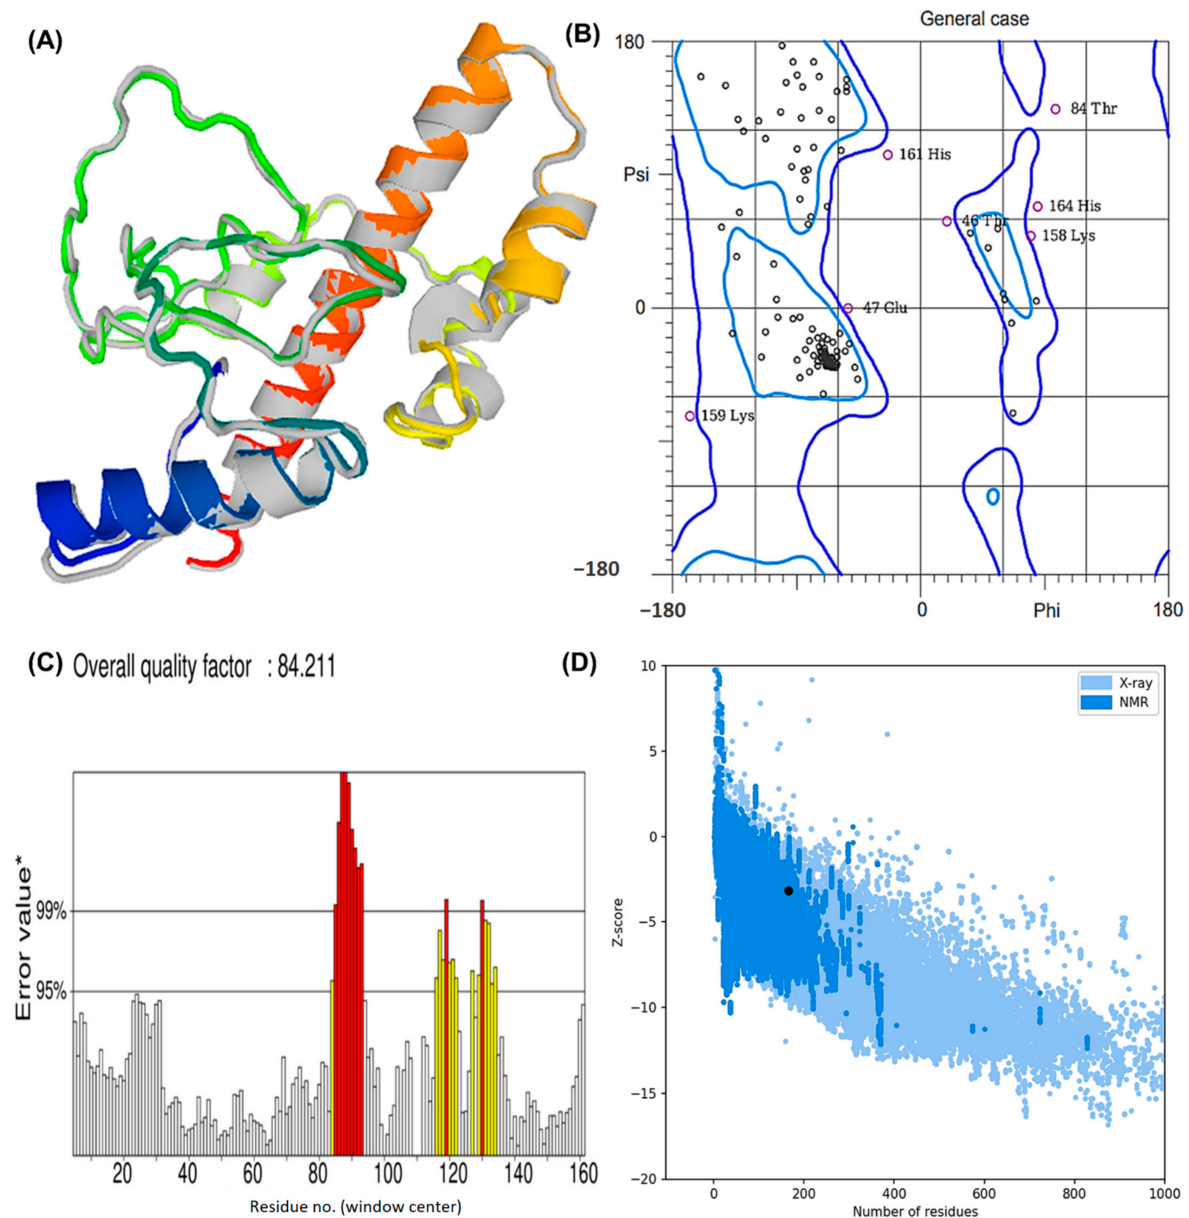 (A)
(B)
General case
180
84 Thr
161 His
Psi
164 His
46 Thr
158 Lys
0
47 Glu
159 Lys
−180
−180
0
Phi
180
(C) Overall quality factor : 84.211
Error value*
99%
95%
20
40
60
80
100
120
140
160
Residue no. (window center)
(D)
10
X-ray
NMR
5
0
Z-score
−5
−10
−15
−20
0
200
400
600
800
1000
Number of residues